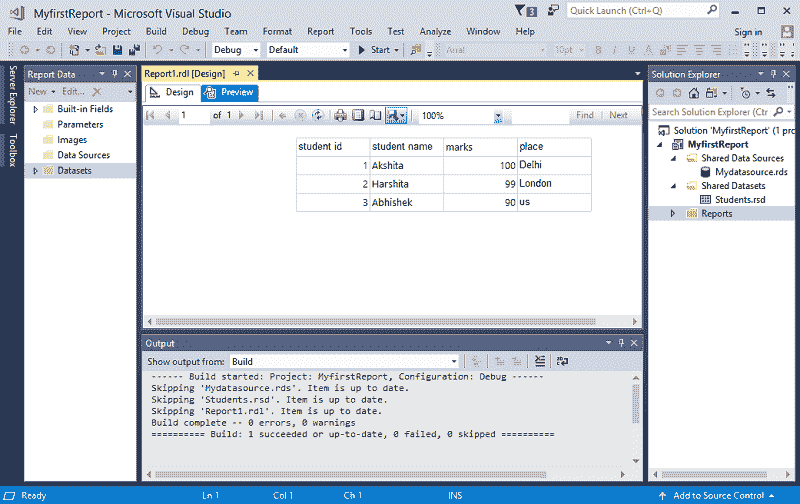 MyfirstReport - Microsoft Visual Studio
3
Quick Launch (Ctrl+Q)
File Edit View Project Build Debug Team Format Report Tools Test Analyze Window Help Sign in
Debug Default Start Arial 10pt B I U A
Server Explorer
Toolbox
Report Data
New Edit...
Built-in Fields
Parameters
Images
Data Sources
Datasets
Report1.rdl [Design]
Design Preview
1 of 1 100% Find Next
student id student name marks place
1 Akshita 100 Delhi
2 Harshita 99 London
3 Abhishek 90 us
Output
Show output from: Build
------ Build started: Project: MyfirstReport, Configuration: Debug ------
Skipping 'Mydatasource.rds'. Item is up to date.
Skipping 'Students.rsd'. Item is up to date.
Skipping 'Report1.rdl'. Item is up to date.
Build complete -- 0 errors, 0 warnings
========== Build: 1 succeeded or up-to-date, 0 failed, 0 skipped ==========
Solution Explorer
Search Solution Explorer (Ctrl
Solution 'MyfirstReport' (1 proj
MyfirstReport
Shared Data Sources
Mydatasource.rds
Shared Datasets
Students.rsd
Reports
Ready Ln 1 Col 1 Ch 1 INS Add to Source Control